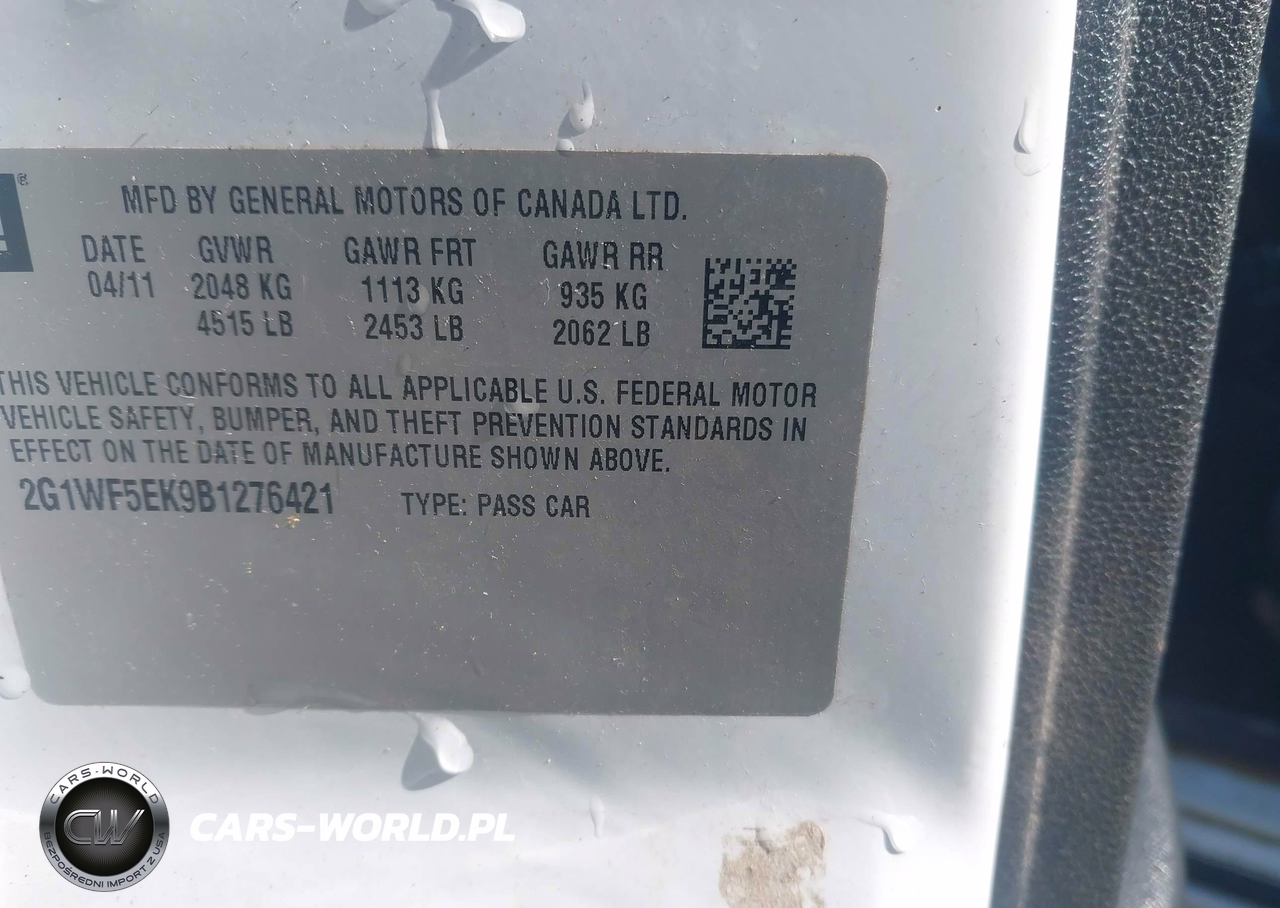 MFD BY GENERAL MOTORS OF CANADA LTD.
DATE GVWR GAWR FRT GAWR RR
04/11 2048 KG 1113 KG 935 KG
4515 LB 2453 LB 2062 LB
THIS VEHICLE CONFORMS TO ALL APPLICABLE U.S. FEDERAL MOTOR
VEHICLE SAFETY, BUMPER, AND THEFT PREVENTION STANDARDS IN
EFFECT ON THE DATE OF MANUFACTURE SHOWN ABOVE.
2G1WF5EK9B1276421 TYPE: PASS CAR
CARS-WORLD
CW
BEZPOŚREDNI IMPORT Z USA
CARS-WORLD.PL